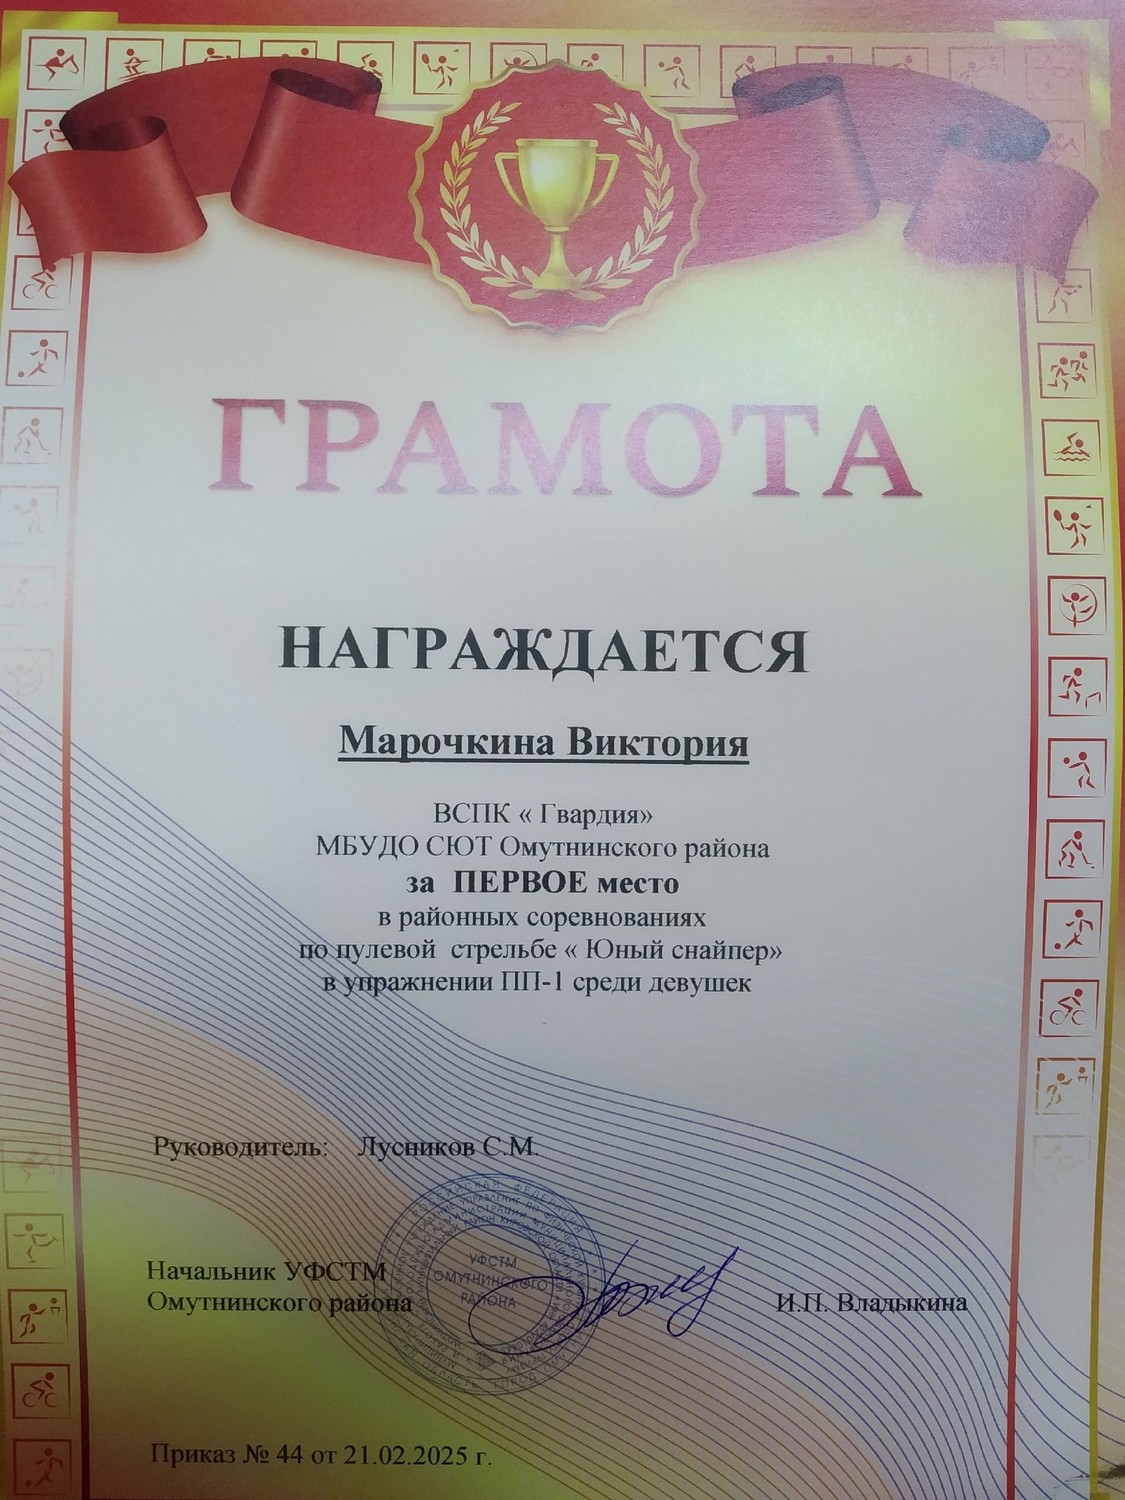 ГРАМОТА
НАГРАЖДАЕТСЯ
Марочкина Виктория
ВСПК « Гвардия»
МБУДО СЮТ Омутнинского района
за ПЕРВОЕ место
в районных соревнованиях
по пулевой стрельбе « Юный снайпер»
в упражнении ПП-1 среди девушек
Руководитель: Лусников С.М.
РОССИЙСКАЯ ФЕДЕРАЦИЯ
УФСТМ
ОМУТНИНСКОГО
РАЙОНА
Начальник УФСТМ
Омутнинского района И.П. Владыкина
Приказ № 44 от 21.02.2025 г.